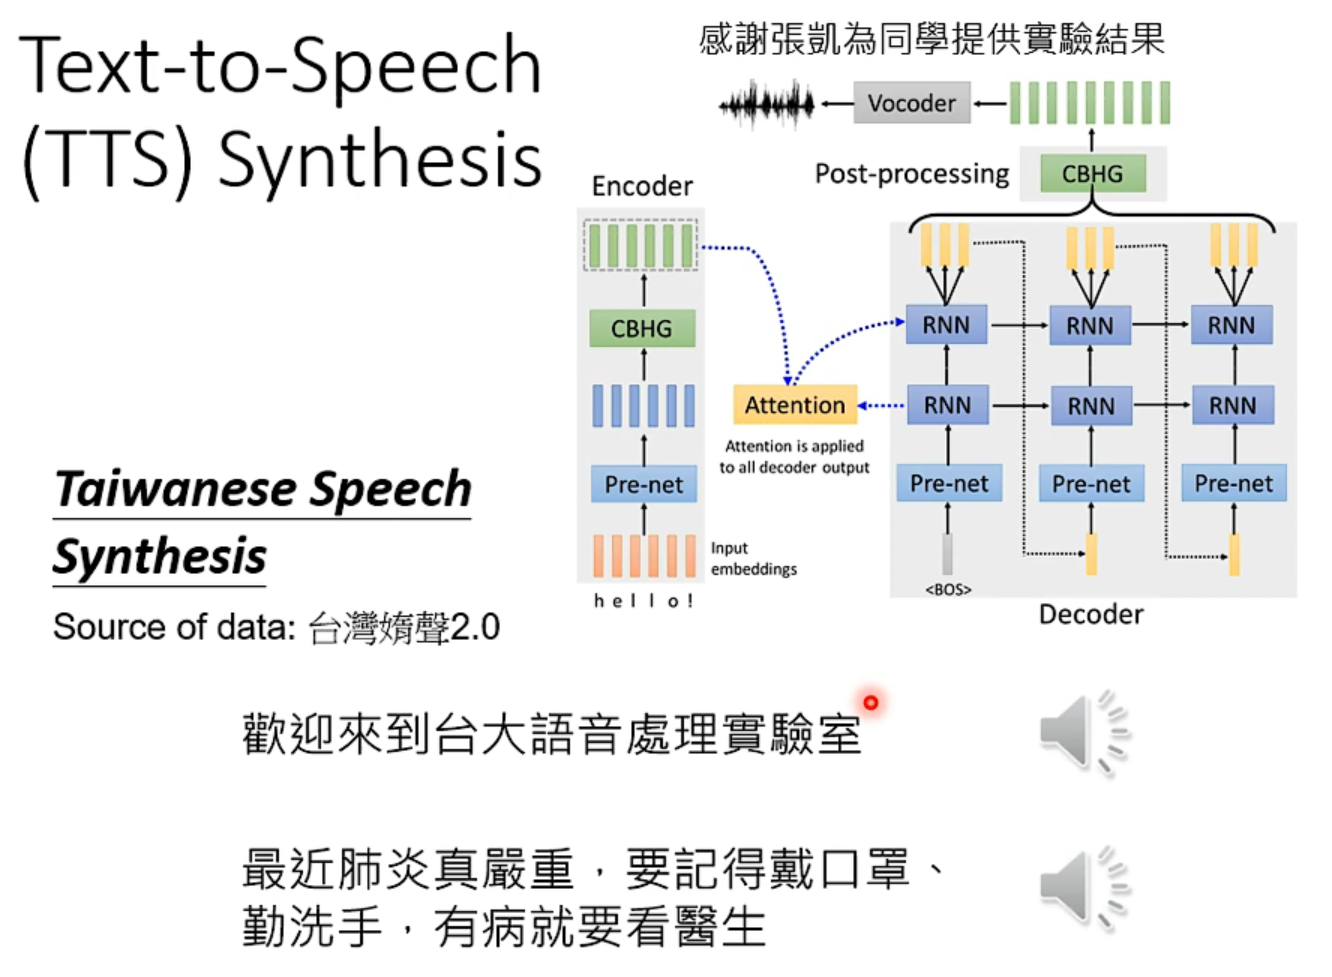 Text-to-Speech
(TTS) Synthesis
感謝張凱為同學提供實驗結果
Vocoder
Post-processing
CBHG
Encoder
CBHG
Pre-net
Input
embeddings
h e l l o !
Attention
Attention is applied
to all decoder output
RNN
RNN
RNN
RNN
RNN
RNN
Pre-net
Pre-net
Pre-net
<BOS>
Decoder
Taiwanese Speech
Synthesis
Source of data: 台灣媠聲2.0
歡迎來到台大語音處理實驗室
最近肺炎真嚴重，要記得戴口罩、
勤洗手，有病就要看醫生